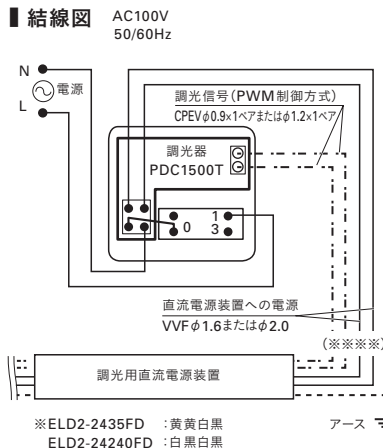 ■結線図 AC100V
50/60Hz
N
電源
L
調光信号(PWM制御方式)
CPEVφ0.9×1ペアまたはφ1.2×1ペア
調光器
PDC1500T
1
0
3
直流電源装置への電源
VVFφ1.6またはφ2.0
(※※※※)
調光用直流電源装置
※ELD2-2435FD :黄黄白黒 アース
ELD2-24240FD :白黒白黒